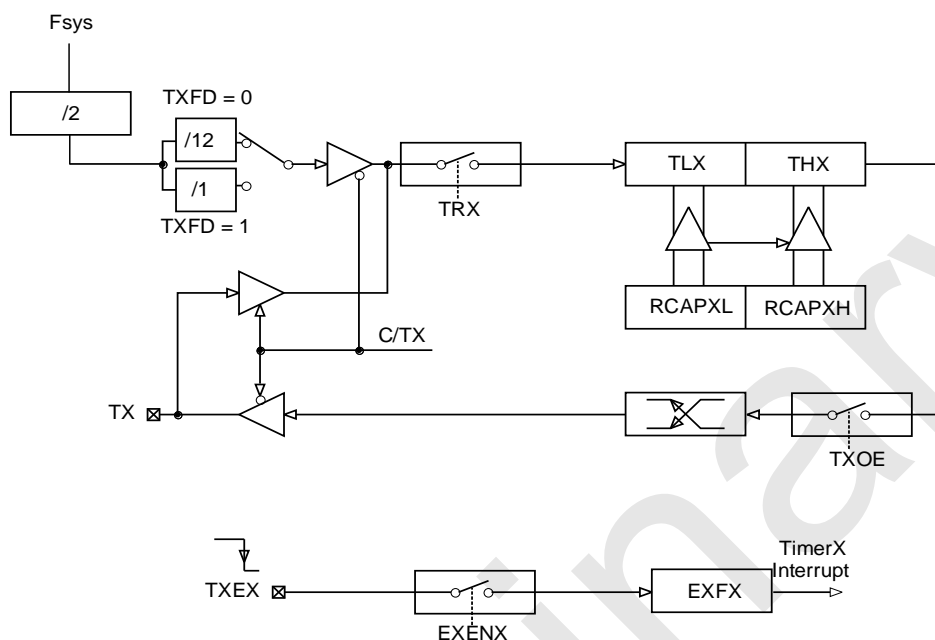 Fsys
/2
TXFD = 0
/12
/1
TXFD = 1
TRX
TLX
THX
RCAPXL
RCAPXH
C/TX
TX
TXOE
TXEX
EXENX
EXFX
TimerX
Interrupt